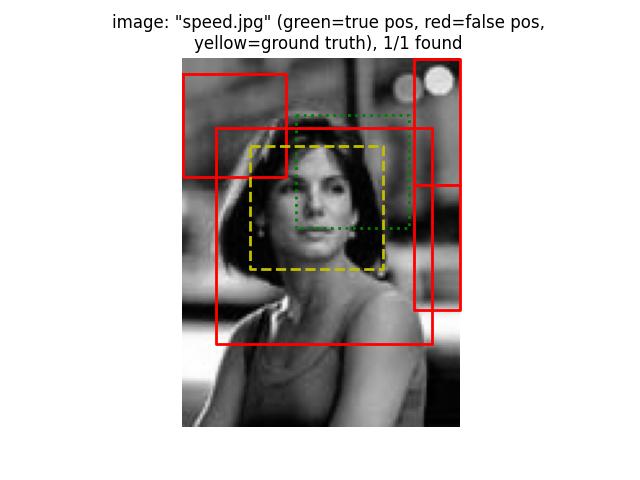 image: "speed.jpg" (green=true pos, red=false pos,
yellow=ground truth), 1/1 found